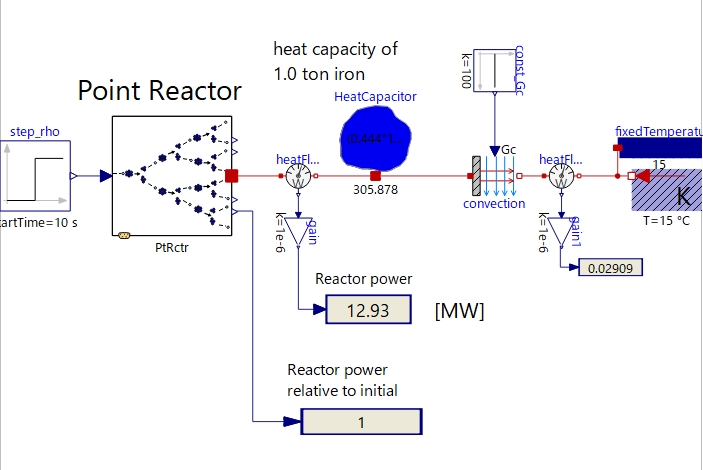 heat capacity of
1.0 ton iron
const_Gc
k=100
Point Reactor
HeatCapacitor
step_rho
fixedTemperatu
(0.444*1...
heatFl...
Gc
heatFl...
15
W
305.878
W
K
convection
artTime=10 s
T=15 °C
PtRctr
k=1e-6
gain
k=1e-6
gain1
0.02909
Reactor power
12.93
[MW]
Reactor power
relative to initial
1